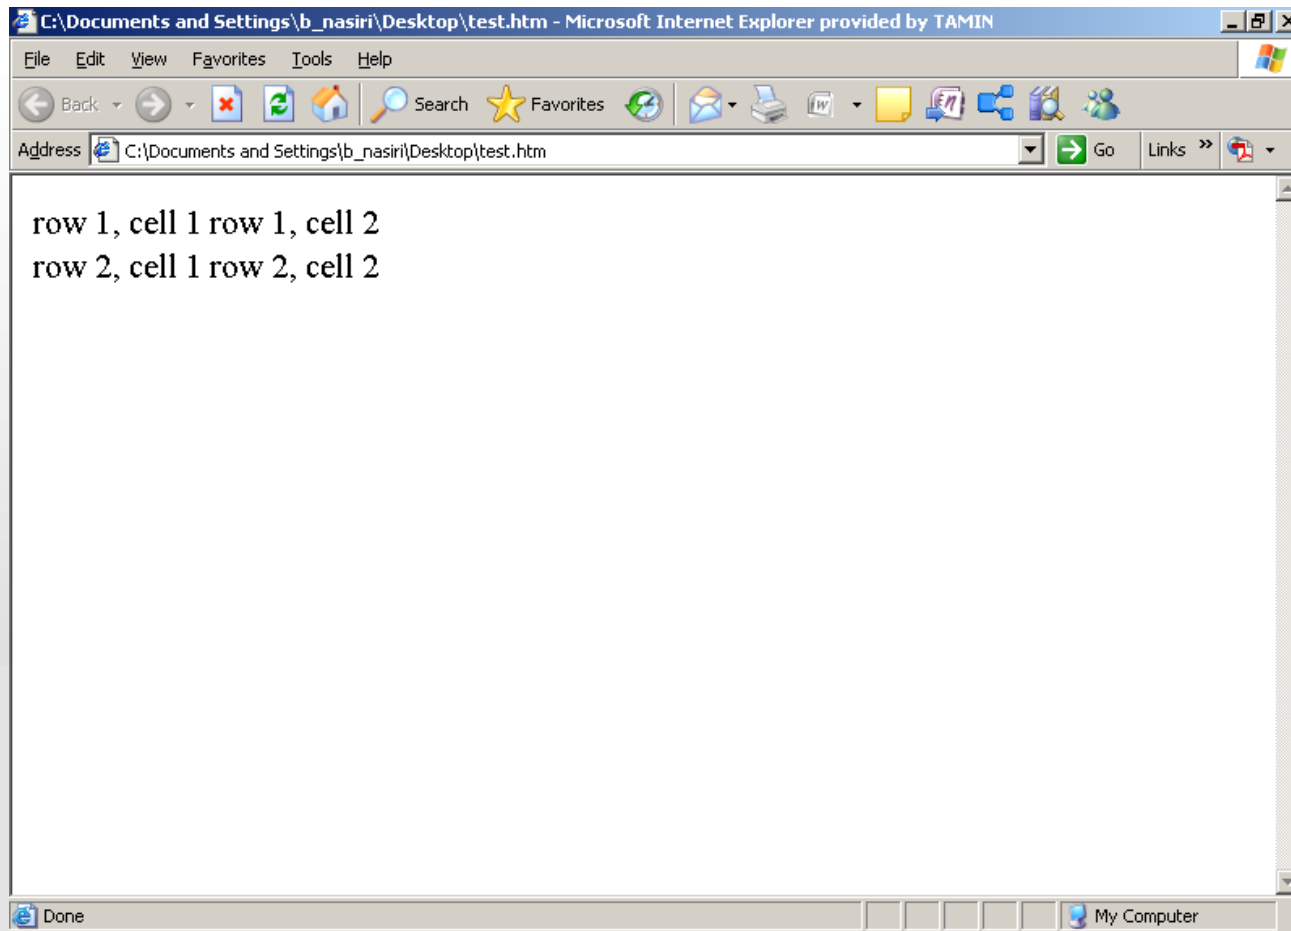 C:\Documents and Settings\b_nasiri\Desktop\test.htm - Microsoft Internet Explorer provided by TAMIN
File Edit View Favorites Tools Help
Back Search Favorites
Address C:\Documents and Settings\b_nasiri\Desktop\test.htm Go Links »
row 1, cell 1 row 1, cell 2
row 2, cell 1 row 2, cell 2
Done My Computer